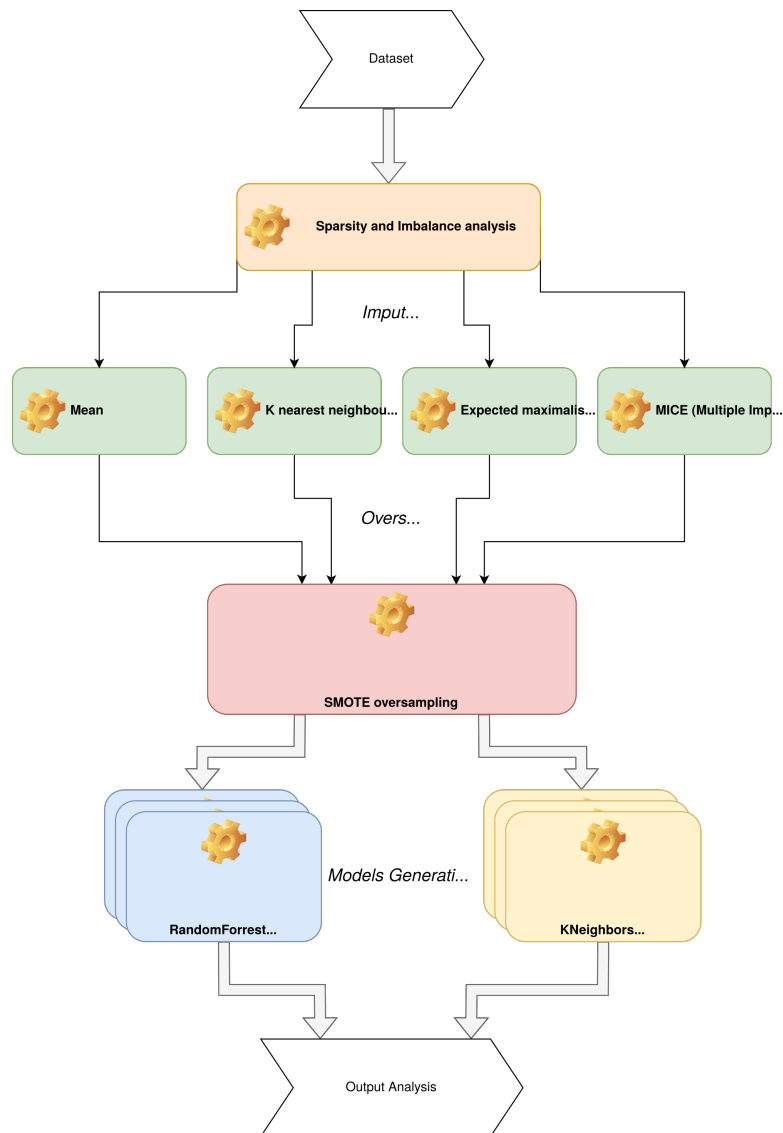 Dataset
Sparsity and Imbalance analysis
Imput...
Mean
K nearest neighbou...
Expected maximalis...
MICE (Multiple Imp...
Overs...
SMOTE oversampling
Models Generati...
RandomForrest...
KNeighbors...
Output Analysis